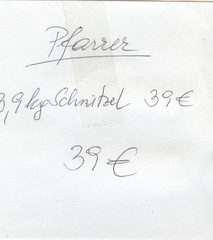 Pfarrer
3,9 kg Schnitzel 39 €
39 €